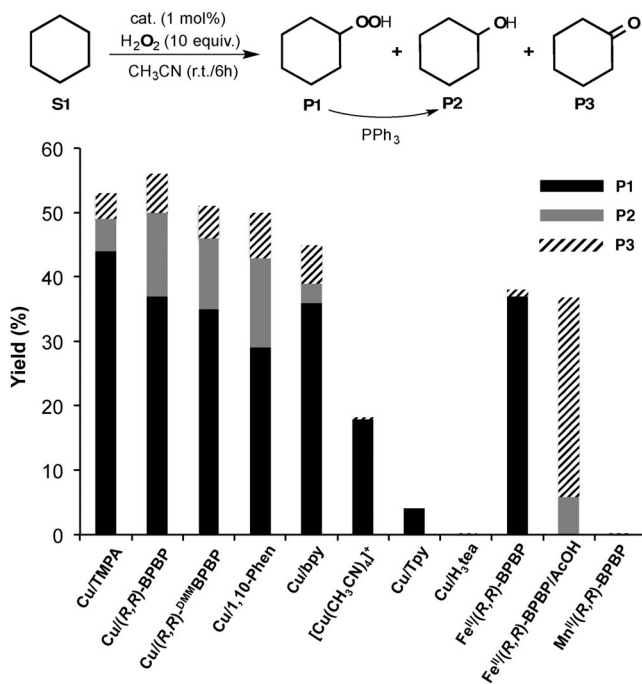 cat. (1 mol%)
H2O2 (10 equiv.)
CH3CN (r.t./6h)
S1
OOH
+
OH
+
O
P1
P2
P3
PPh3
Yield (%)
60
50
40
30
20
10
0
P1
P2
P3
Cu/TMPA
Cu/(R,R)-BPBP
Cu/(R,R)-DMMBPBP
Cu/1, 10-Phen
Cu/bpy
[Cu(CH3CN)4]+
Cu/Tpy
Cu/H3tea
FeII/(R,R)-BPBP
FeII/(R,R)-BPBP/AcOH
MnII/(R,R)-BPBP